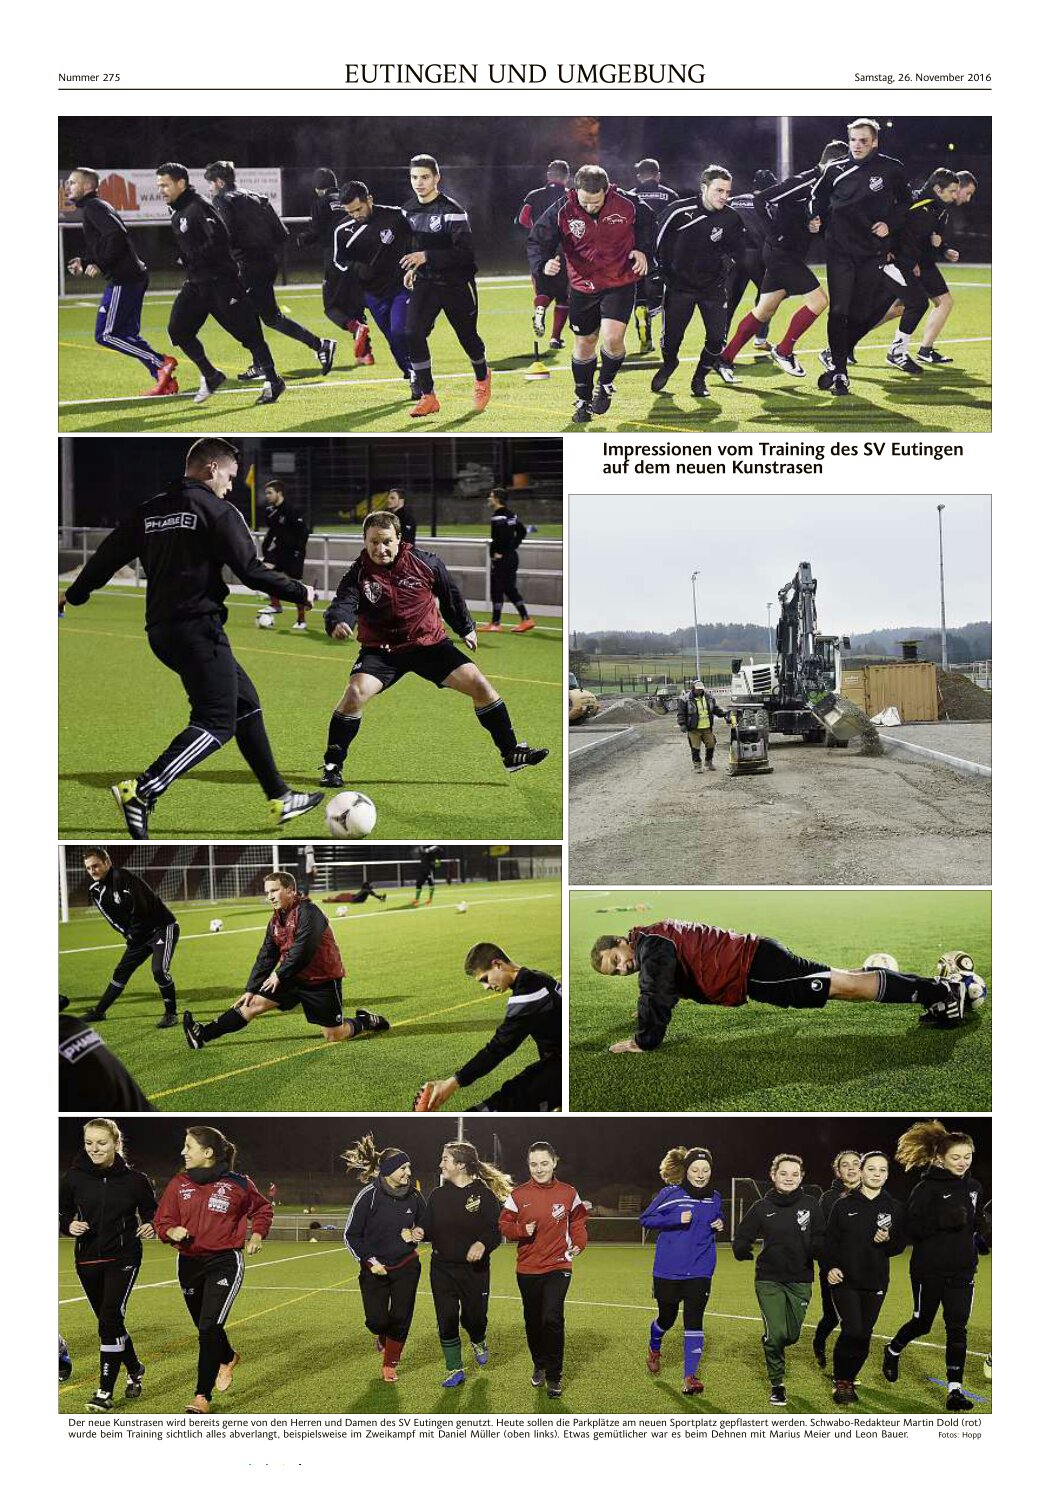 Nummer 275
EUTINGEN UND UMGEBUNG
Samstag, 26. November 2016
PHASE
Impressionen vom Training des SV Eutingen
auf dem neuen Kunstrasen
PHASE
Der neue Kunstrasen wird bereits gerne von den Herren und Damen des SV Eutingen genutzt. Heute sollen die Parkplätze am neuen Sportplatz gepflastert werden. Schwabo-Redakteur Martin Dold (rot)
wurde beim Training sichtlich alles abverlangt, beispielsweise im Zweikampf mit Daniel Müller (oben links). Etwas gemütlicher war es beim Dehnen mit Marius Meier und Leon Bauer.
Fotos: Hopp